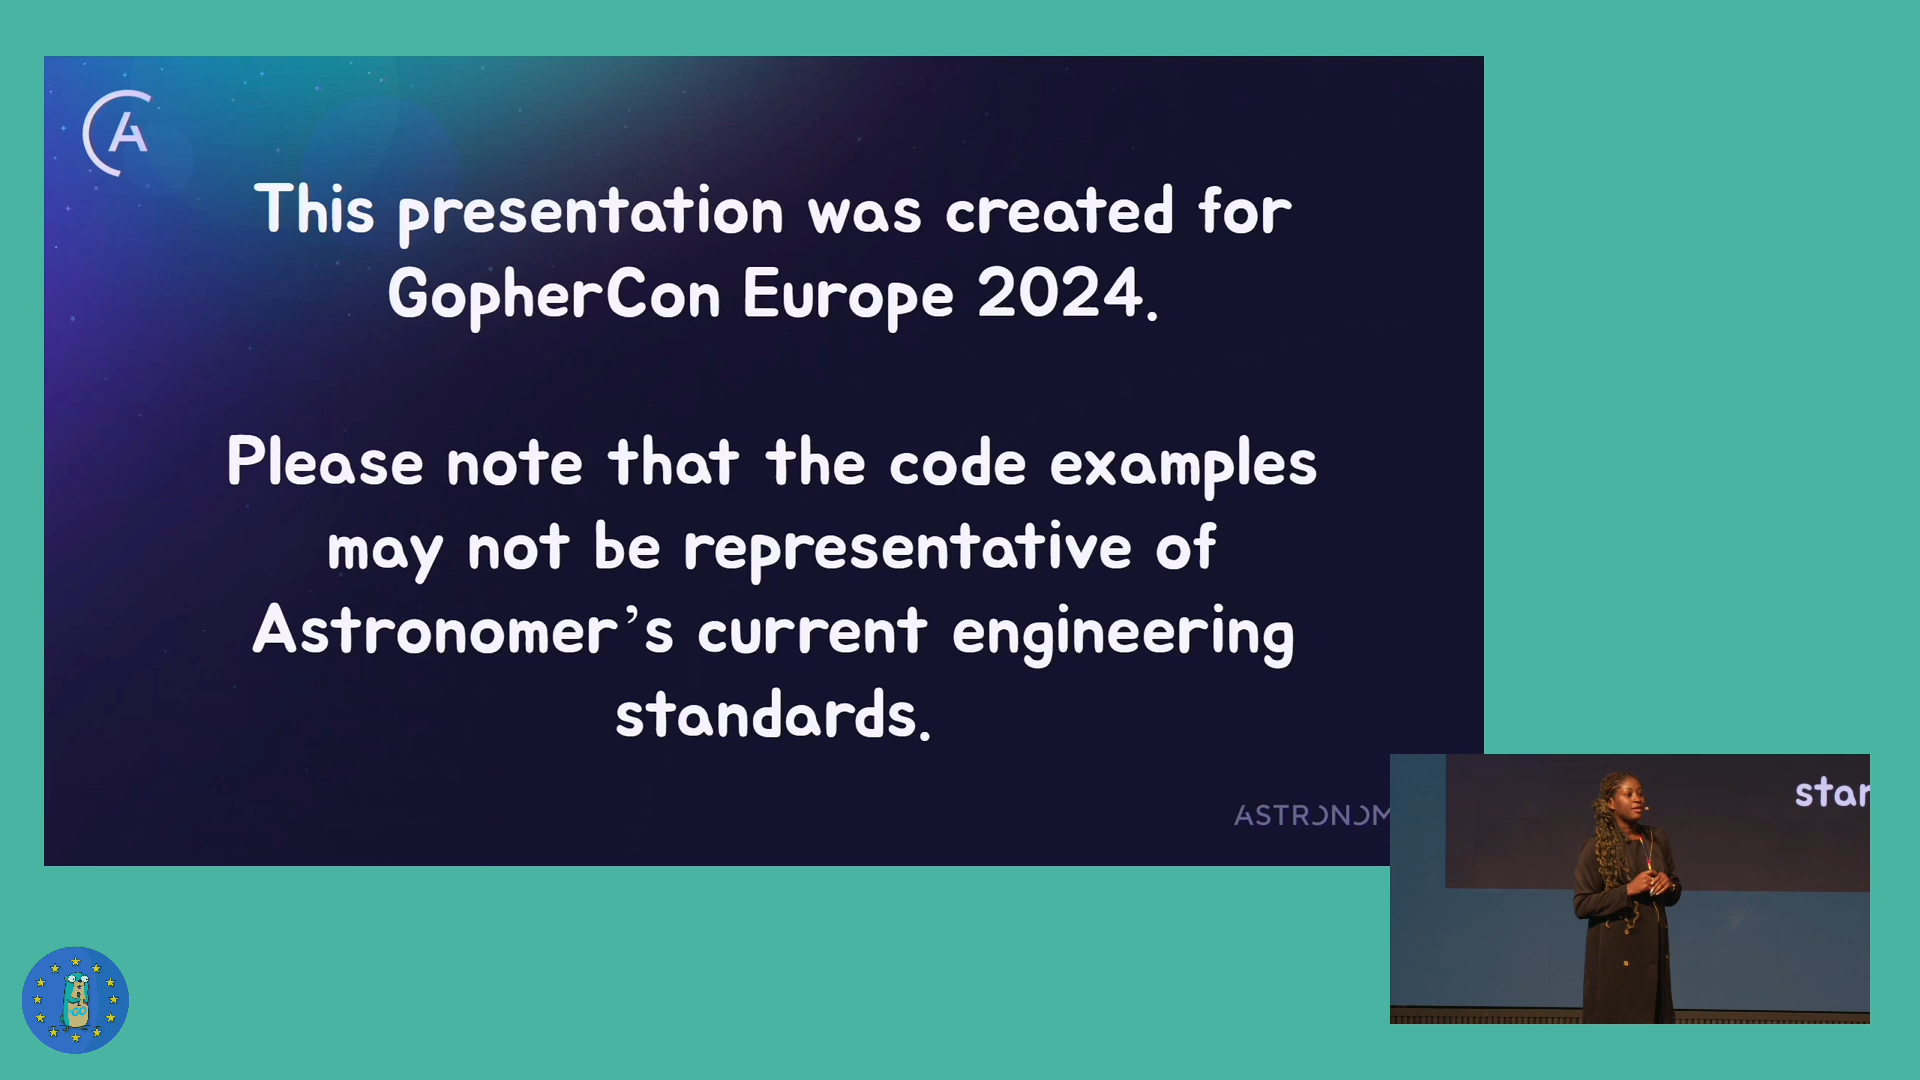 A
This presentation was created for
GopherCon Europe 2024.
Please note that the code examples
may not be representative of
Astronomer’s current engineering
standards.
ASTRONOM
star
GO